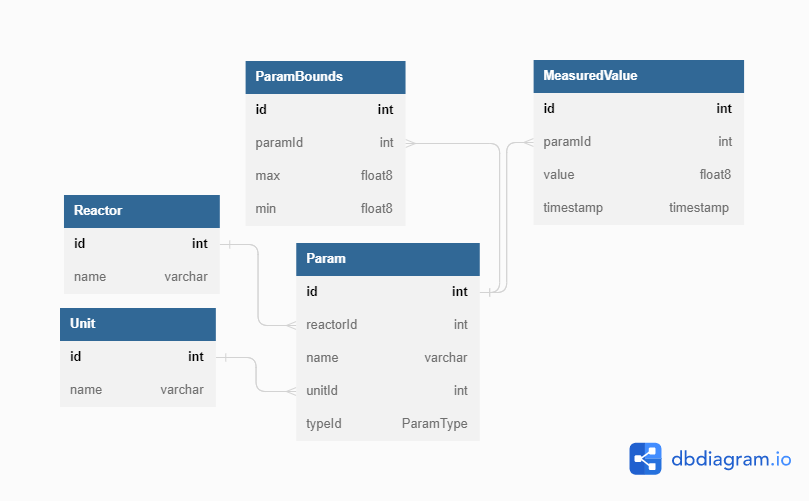 ParamBounds
id int
paramId int
max float8
min float8
MeasuredValue
id int
paramId int
value float8
timestamp timestamp
Reactor
id int
name varchar
Param
id int
reactorId int
name varchar
unitId int
typeId ParamType
Unit
id int
name varchar
dbdiagram.io